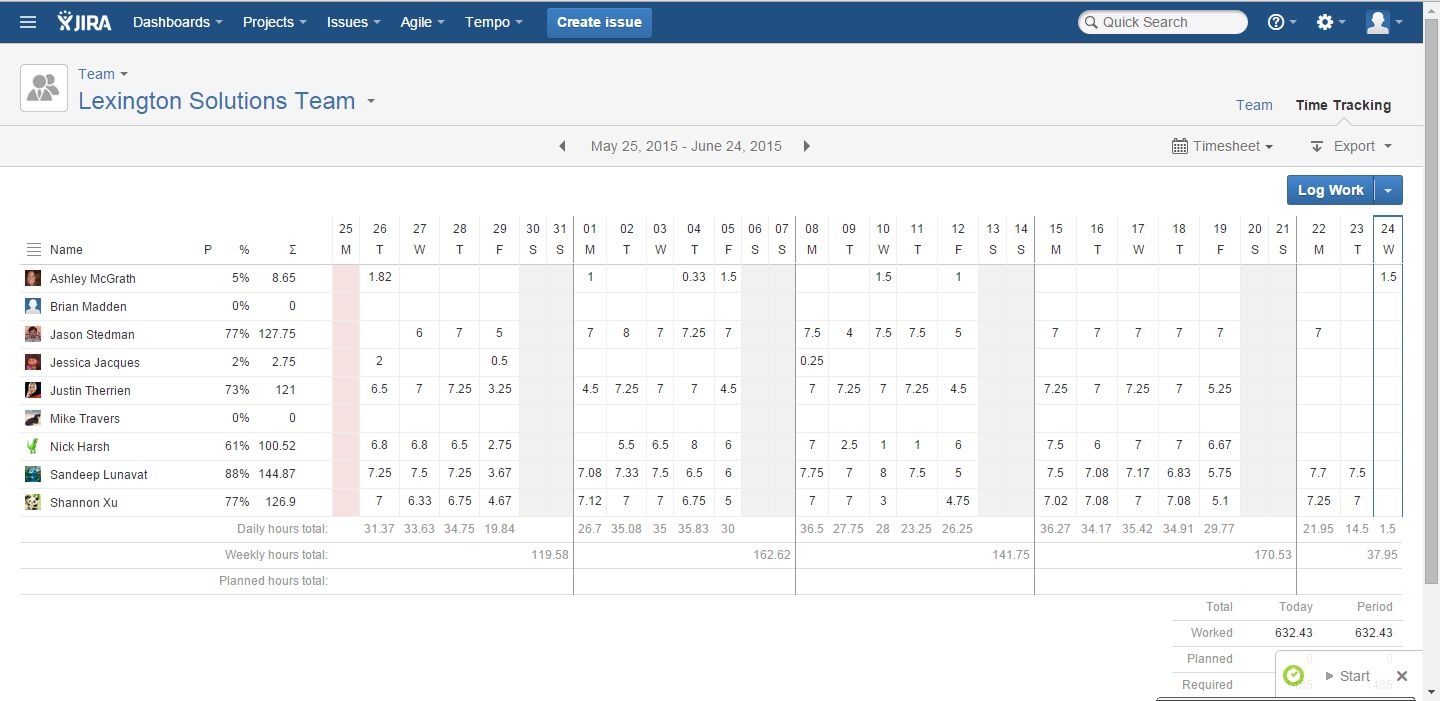 JIRA Dashboards Projects Issues Agile Tempo Create issue Quick Search
Team
Lexington Solutions Team
Team Time Tracking
May 25, 2015 - June 24, 2015 Timesheet Export
Log Work
25 26 27 28 29 30 31 01 02 03 04 05 06 07 08 09 10 11 12 13 14 15 16 17 18 19 20 21 22 23 24
Name P % Σ M T W T F S S M T W T F S S M T W T F S S M T W T F S S M T W
Ashley McGrath 5% 8.65 1.82 1 0.33 1.5 1.5 1 1.5
Brian Madden 0% 0
Jason Stedman 77% 127.75 6 7 5 7 8 7 7.25 7 7.5 4 7.5 7.5 5 7 7 7 7 7 7
Jessica Jacques 2% 2.75 2 0.5 0.25
Justin Therrien 73% 121 6.5 7 7.25 3.25 4.5 7.25 7 7 4.5 7 7.25 7 7.25 4.5 7.25 7 7.25 7 5.25
Mike Travers 0% 0
Nick Harsh 61% 100.52 6.8 6.8 6.5 2.75 5.5 6.5 8 6 7 2.5 1 1 6 7.5 6 7 7 6.67
Sandeep Lunavat 88% 144.87 7.25 7.5 7.25 3.67 7.08 7.33 7.5 6.5 6 7.75 7 8 7.5 5 7.5 7.08 7.17 6.83 5.75 7.7 7.5
Shannon Xu 77% 126.9 7 6.33 6.75 4.67 7.12 7 7 6.75 5 7 7 3 4.75 7.02 7.08 7 7.08 5.1 7.25 7
Daily hours total: 31.37 33.63 34.75 19.84 26.7 35.08 35 35.83 30 36.5 27.75 28 23.25 26.25 36.27 34.17 35.42 34.91 29.77 21.95 14.5 1.5
Weekly hours total: 119.58 162.62 141.75 170.53 37.95
Planned hours total:
Total Today Period
Worked 632.43 632.43
Planned 0 0
Required
Start